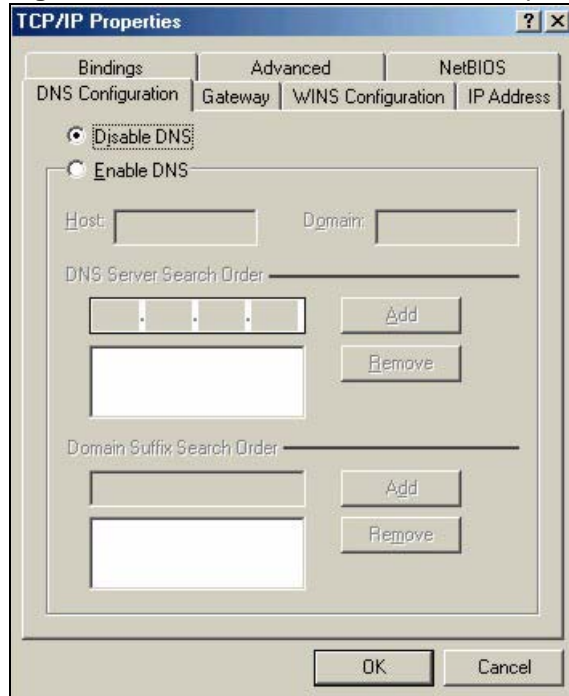 TCP/IP Properties
Bindings Advanced NetBIOS
DNS Configuration Gateway WINS Configuration IP Address
Disable DNS
Enable DNS
Host: Domain:
DNS Server Search Order
. . . Add
Remove
Domain Suffix Search Order
Add
Remove
OK Cancel